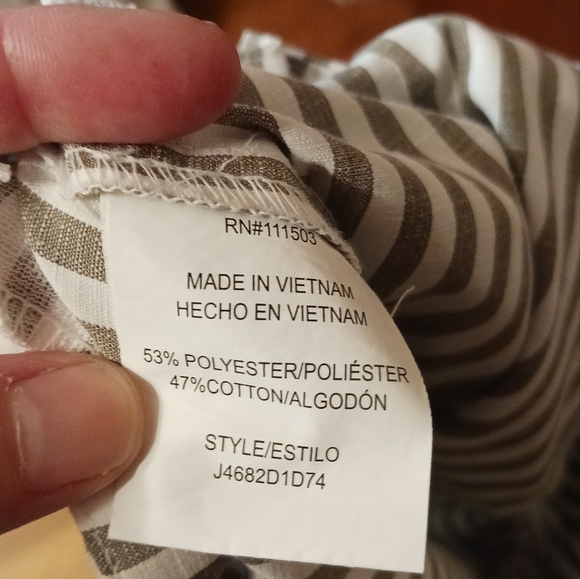 RN#111503
MADE IN VIETNAM
HECHO EN VIETNAM
53% POLYESTER/POLIÉSTER
47%COTTON/ALGODÓN
STYLE/ESTILO
J4682D1D74